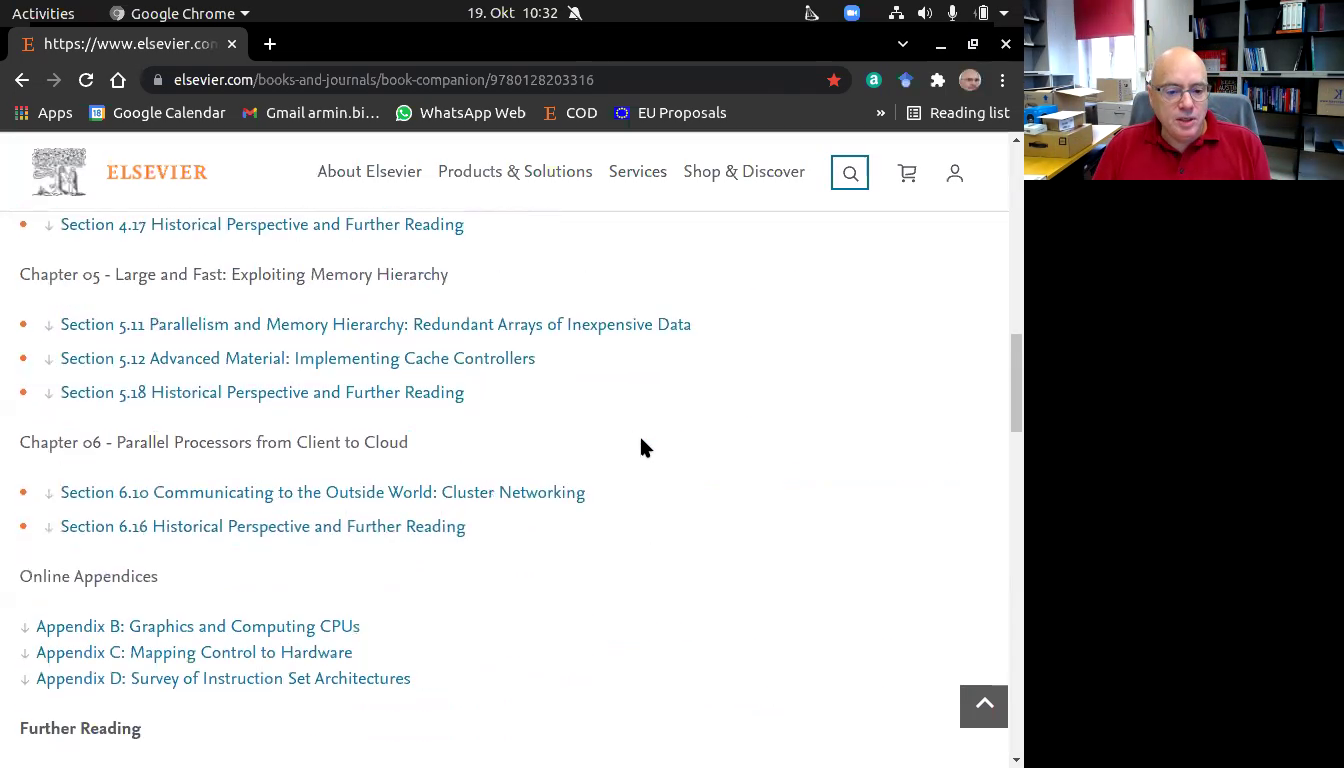 Activities Google Chrome 19. Okt 10:32
https://www.elsevier.con
elsevier.com/books-and-journals/book-companion/9780128203316
Apps Google Calendar Gmail armin.bi... WhatsApp Web COD EU Proposals » Reading list
ELSEVIER About Elsevier Products & Solutions Services Shop & Discover
Section 4.17 Historical Perspective and Further Reading
Chapter 05 - Large and Fast: Exploiting Memory Hierarchy
Section 5.11 Parallelism and Memory Hierarchy: Redundant Arrays of Inexpensive Data
Section 5.12 Advanced Material: Implementing Cache Controllers
Section 5.18 Historical Perspective and Further Reading
Chapter 06 - Parallel Processors from Client to Cloud
Section 6.10 Communicating to the Outside World: Cluster Networking
Section 6.16 Historical Perspective and Further Reading
Online Appendices
Appendix B: Graphics and Computing CPUs
Appendix C: Mapping Control to Hardware
Appendix D: Survey of Instruction Set Architectures
Further Reading